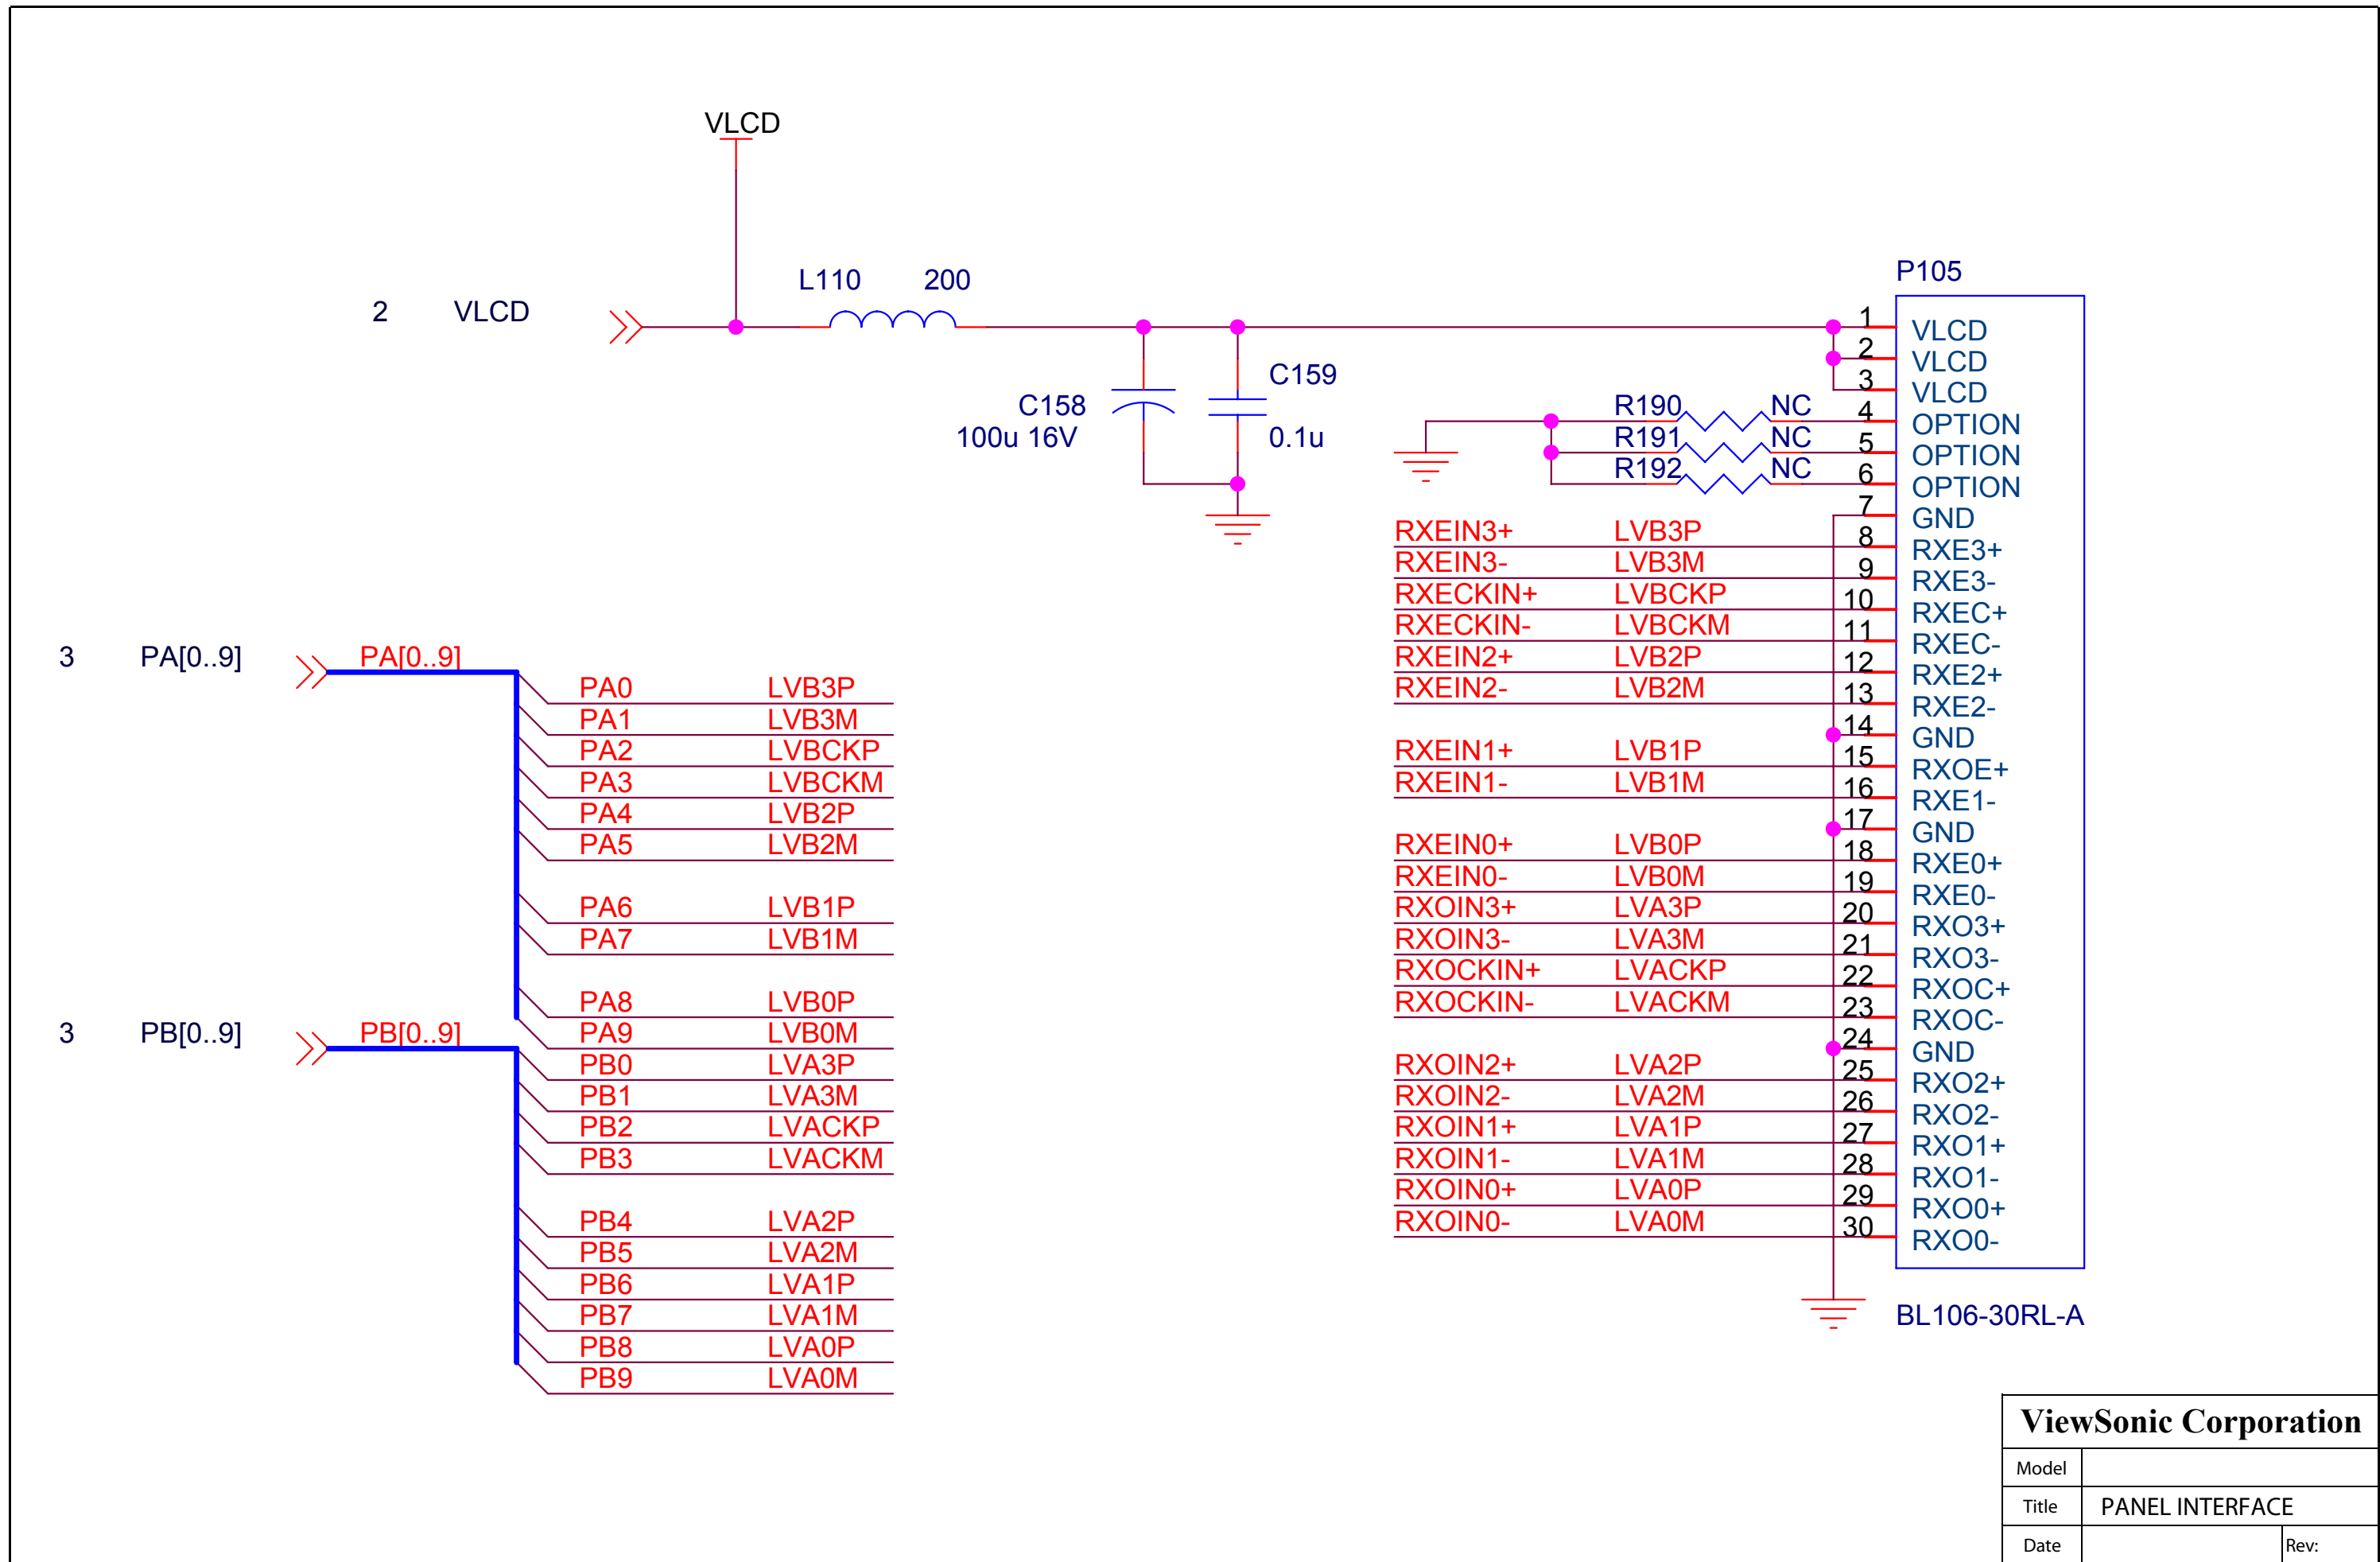 VLCD
L110 200
2 VLCD
C158
100u 16V
C159
0.1u
P105
1 VLCD
2 VLCD
3 VLCD
R190 NC 4 OPTION
R191 NC 5 OPTION
R192 NC 6 OPTION
7 GND
RXEIN3+ LVB3P 8 RXE3+
RXEIN3- LVB3M 9 RXE3-
RXECKIN+ LVBCKP 10 RXEC+
RXECKIN- LVBCKM 11 RXEC-
RXEIN2+ LVB2P 12 RXE2+
RXEIN2- LVB2M 13 RXE2-
14 GND
RXEIN1+ LVB1P 15 RXOE+
RXEIN1- LVB1M 16 RXE1-
17 GND
RXEIN0+ LVB0P 18 RXE0+
RXEIN0- LVB0M 19 RXE0-
RXOIN3+ LVA3P 20 RXO3+
RXOIN3- LVA3M 21 RXO3-
RXOCKIN+ LVACKP 22 RXOC+
RXOCKIN- LVACKM 23 RXOC-
24 GND
RXOIN2+ LVA2P 25 RXO2+
RXOIN2- LVA2M 26 RXO2-
RXOIN1+ LVA1P 27 RXO1+
RXOIN1- LVA1M 28 RXO1-
RXOIN0+ LVA0P 29 RXO0+
RXOIN0- LVA0M 30 RXO0-
BL106-30RL-A
3 PA[0..9] PA[0..9]
PA0 LVB3P
PA1 LVB3M
PA2 LVBCKP
PA3 LVBCKM
PA4 LVB2P
PA5 LVB2M
PA6 LVB1P
PA7 LVB1M
PA8 LVB0P
PA9 LVB0M
3 PB[0..9] PB[0..9]
PB0 LVA3P
PB1 LVA3M
PB2 LVACKP
PB3 LVACKM
PB4 LVA2P
PB5 LVA2M
PB6 LVA1P
PB7 LVA1M
PB8 LVA0P
PB9 LVA0M
ViewSonic Corporation
Model
Title PANEL INTERFACE
Date Rev: